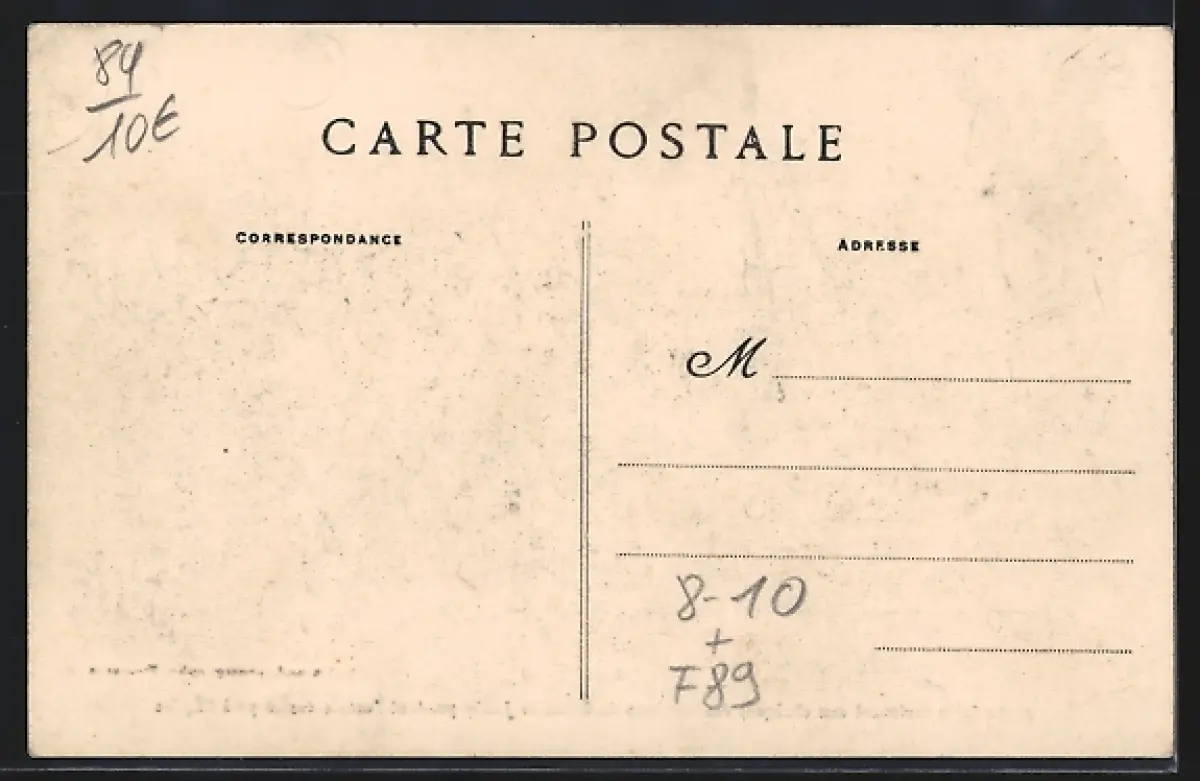 84
10€
CARTE POSTALE
CORRESPONDANCE
ADRESSE
M
8-10
+
F89